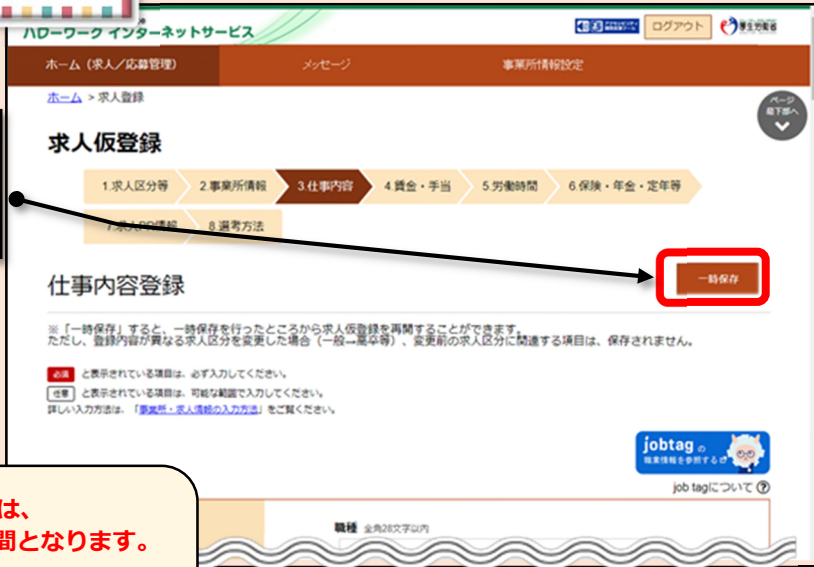 ハローワーク インターネットサービス
ログアウト
厚生労働省
ホーム（求人／応募管理）
メッセージ
事業所情報設定
ホーム > 求人登録
ページ
最下部へ
求人仮登録
1.求人区分等
2.事業所情報
3.仕事内容
4.賃金・手当
5.労働時間
6.保険・年金・定年等
7.求人PR情報
8.選考方法
仕事内容登録
一時保存
※「一時保存」すると、一時保存を行ったところから求人仮登録を再開することができます。
ただし、登録内容が異なる求人区分を変更した場合（一般→高卒等）、変更前の求人区分に関連する項目は、保存されません。
必須 と表示されている項目は、必ず入力してください。
任意 と表示されている項目は、可能な範囲で入力してください。
詳しい入力方法は、「事業所・求人情報の入力方法」をご覧ください。
jobtag の
職業情報を参照する
job tagについて ?
は、
間となります。
職種 全角28文字以内